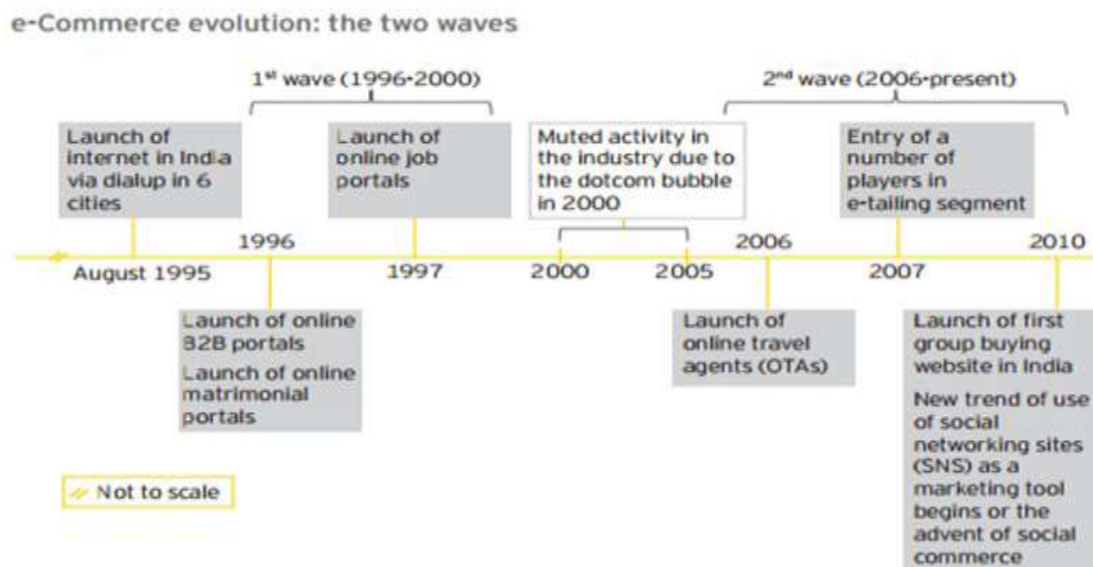 e-Commerce evolution: the two waves
1st wave (1996-2000)
2nd wave (2006-present)
Launch of
internet in India
via dialup in 6
cities
Launch of
online job
portals
Muted activity in
the industry due to
the dotcom bubble
in 2000
Entry of a
number of
players in
e-tailing segment
August 1995
1996
1997
2000
2005
2006
2007
2010
Launch of online
B2B portals
Launch of online
matrimonial
portals
Launch of
online travel
agents (OTAs)
Launch of first
group buying
website in India
New trend of use
of social
networking sites
(SNS) as a
marketing tool
begins or the
advent of social
commerce
Not to scale